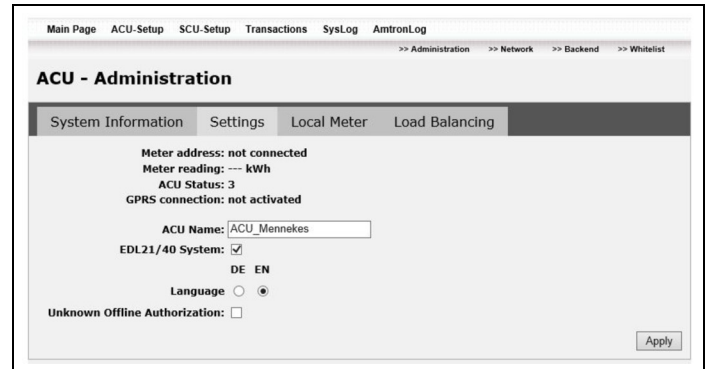 Main Page ACU-Setup SCU-Setup Transactions SysLog AmtronLog
>> Administration >> Network >> Backend >> Whitelist
ACU - Administration
System Information Settings Local Meter Load Balancing
Meter address: not connected
Meter reading: --- kWh
ACU Status: 3
GPRS connection: not activated
ACU Name: ACU_Mennekes
EDL21/40 System:
DE EN
Language
Unknown Offline Authorization:
Apply